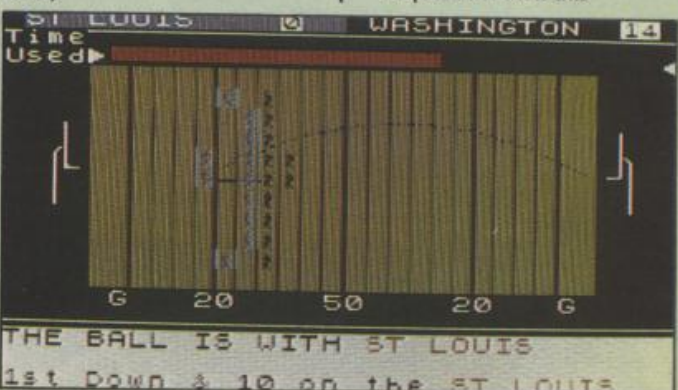 ST LOUIS 0 WASHINGTON 14
Time
Used
G 20 50 20 G
THE BALL IS WITH ST LOUIS
1st Down & 10 on the ST LOUIS